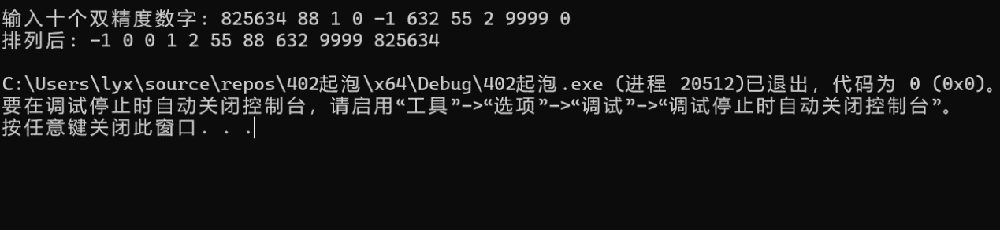 输入十个双精度数字：825634 88 1 0 -1 632 55 2 9999 0
排列后：-1 0 0 1 2 55 88 632 9999 825634
C:\Users\lyx\source\repos\402起泡\x64\Debug\402起泡.exe (进程 20512)已退出，代码为 0 (0x0)。
要在调试停止时自动关闭控制台，请启用“工具”->“选项”->“调试”->“调试停止时自动关闭控制台”。
按任意键关闭此窗口. . .